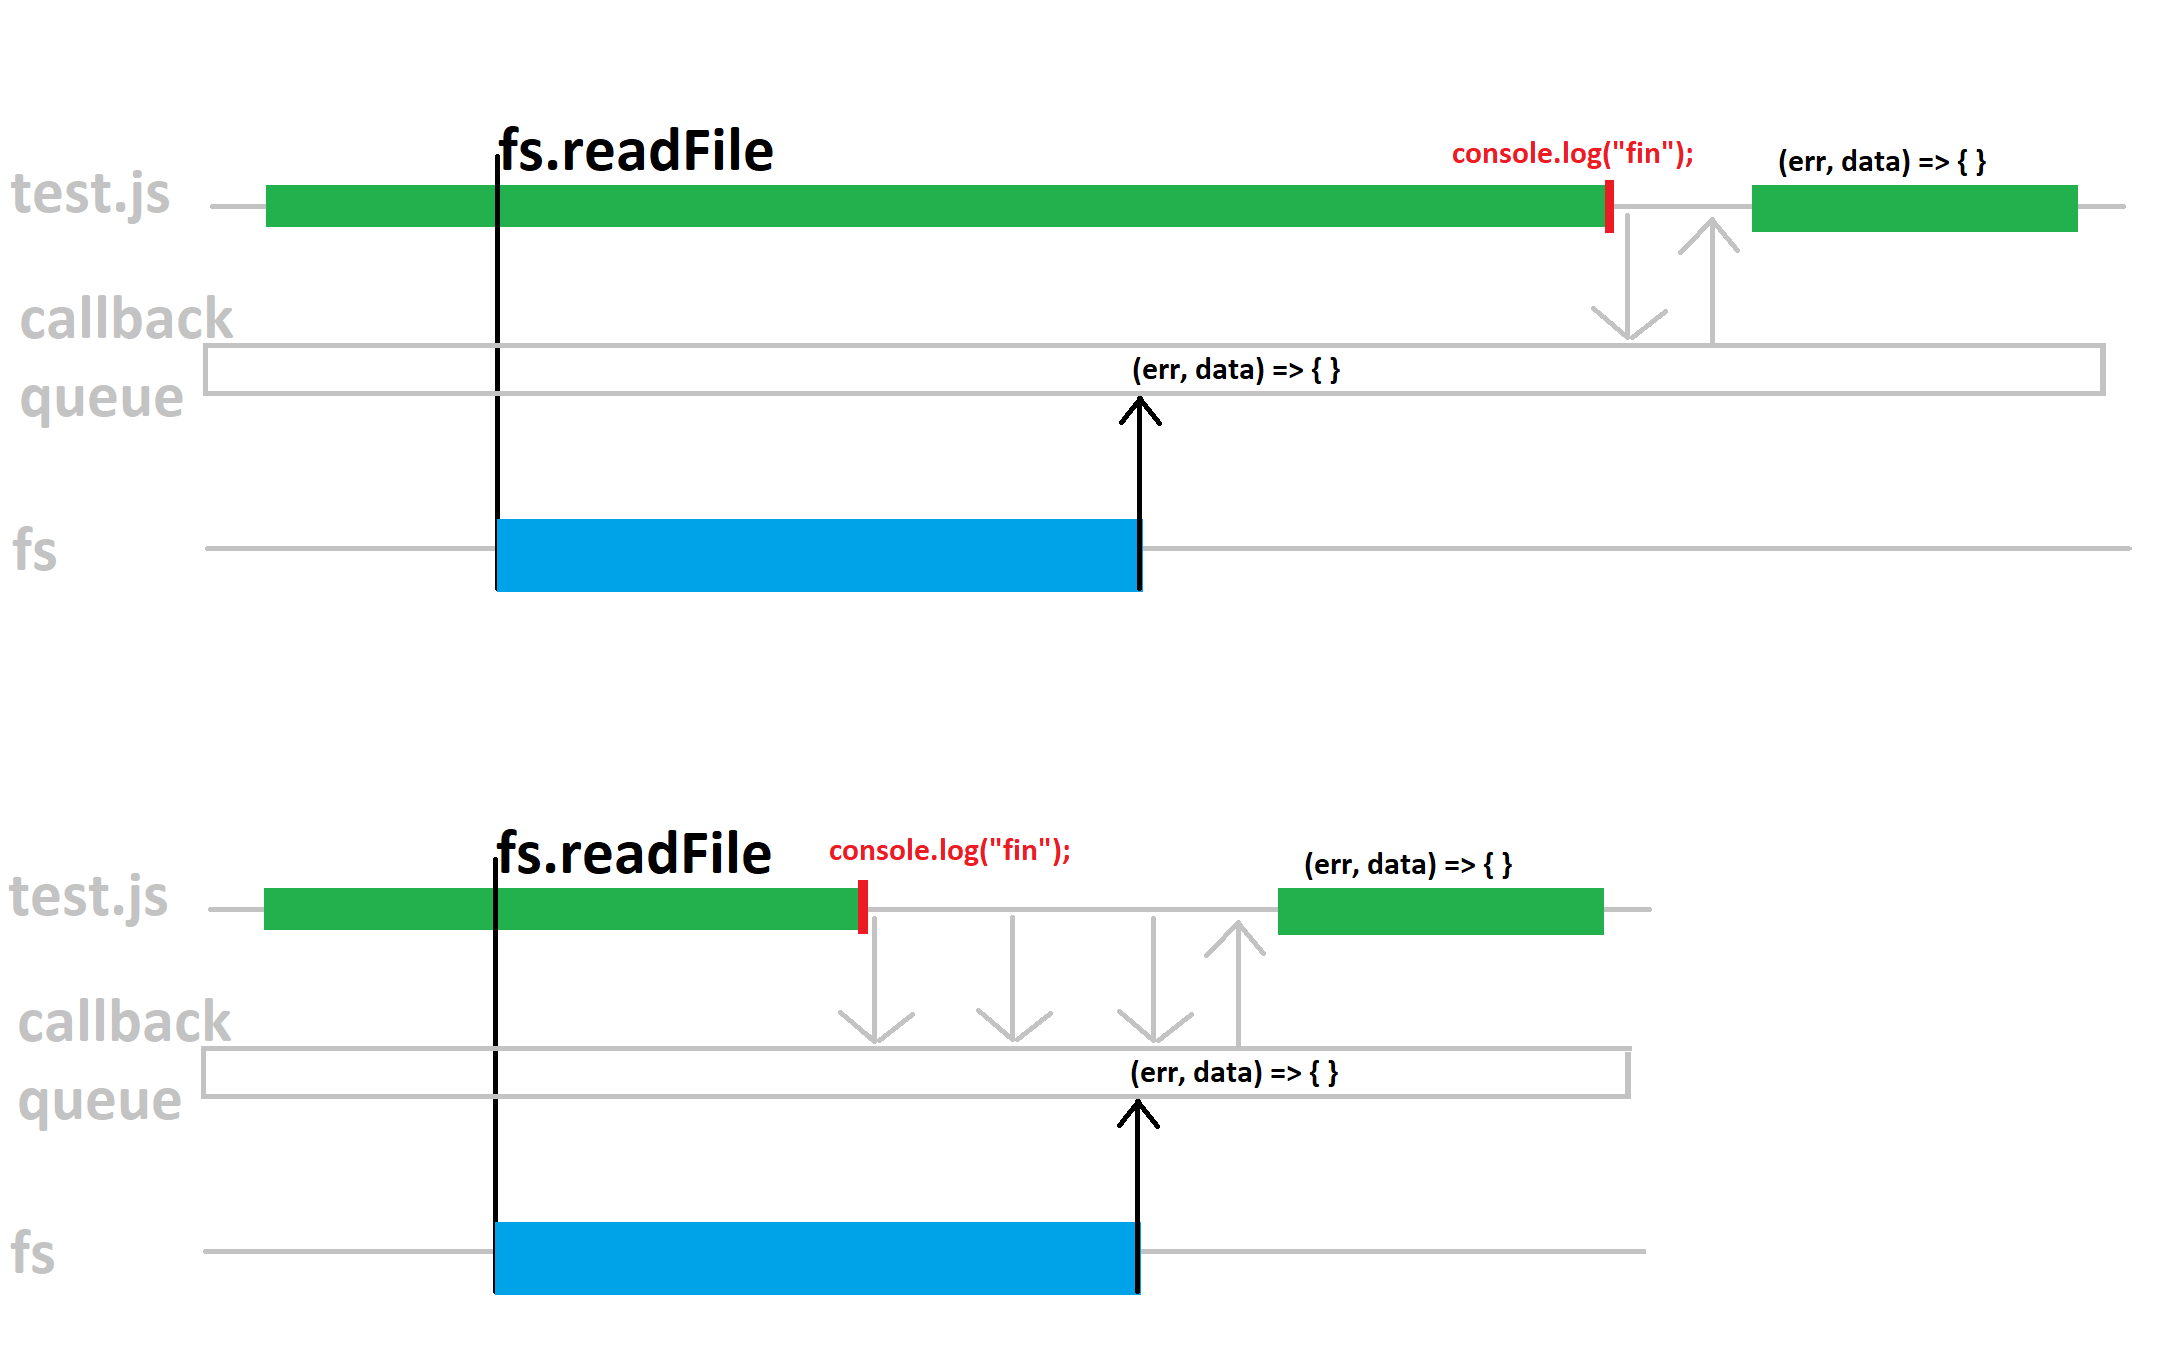 fs.readFile
console.log("fin");
(err, data) => { }
test.js
callback
(err, data) => { }
queue
fs
fs.readFile
console.log("fin");
(err, data) => { }
test.js
callback
(err, data) => { }
queue
fs